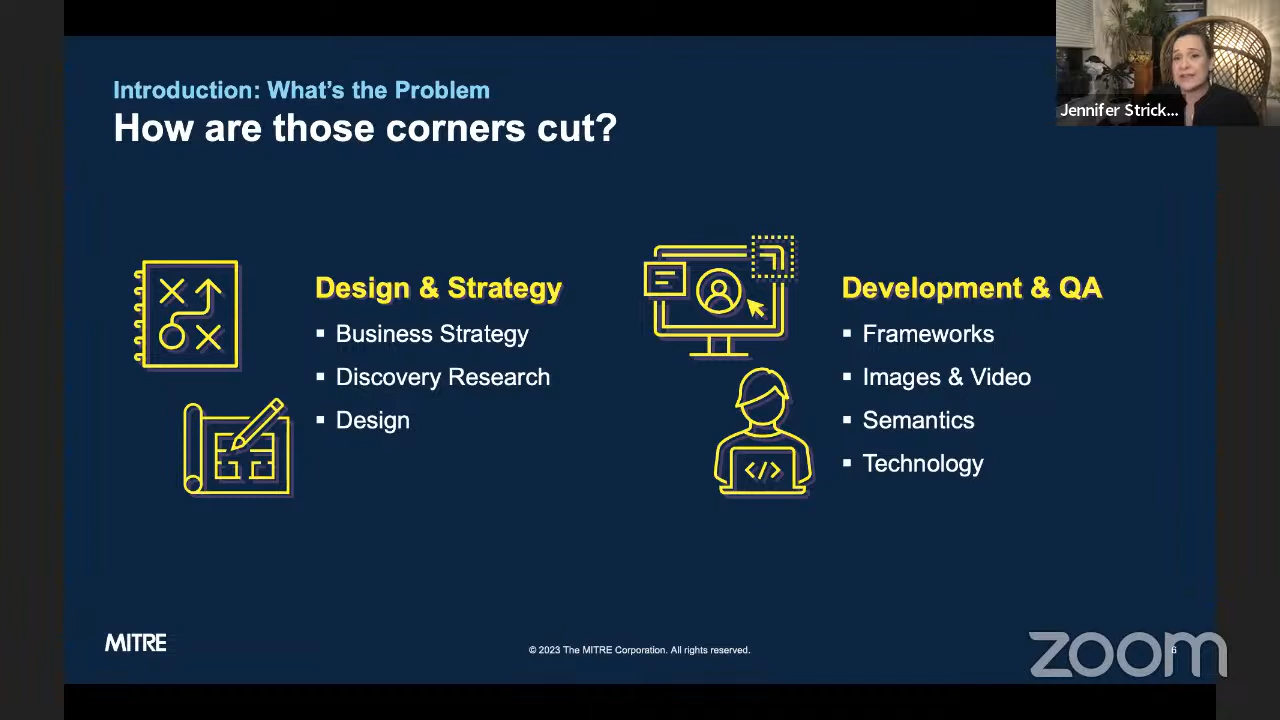 Introduction: What's the Problem
How are those corners cut?
Jennifer Strick...
Design & Strategy
▪ Business Strategy
▪ Discovery Research
▪ Design
Development & QA
▪ Frameworks
▪ Images & Video
▪ Semantics
▪ Technology
</>
MITRE
© 2023 The MITRE Corporation. All rights reserved.
6
zoom